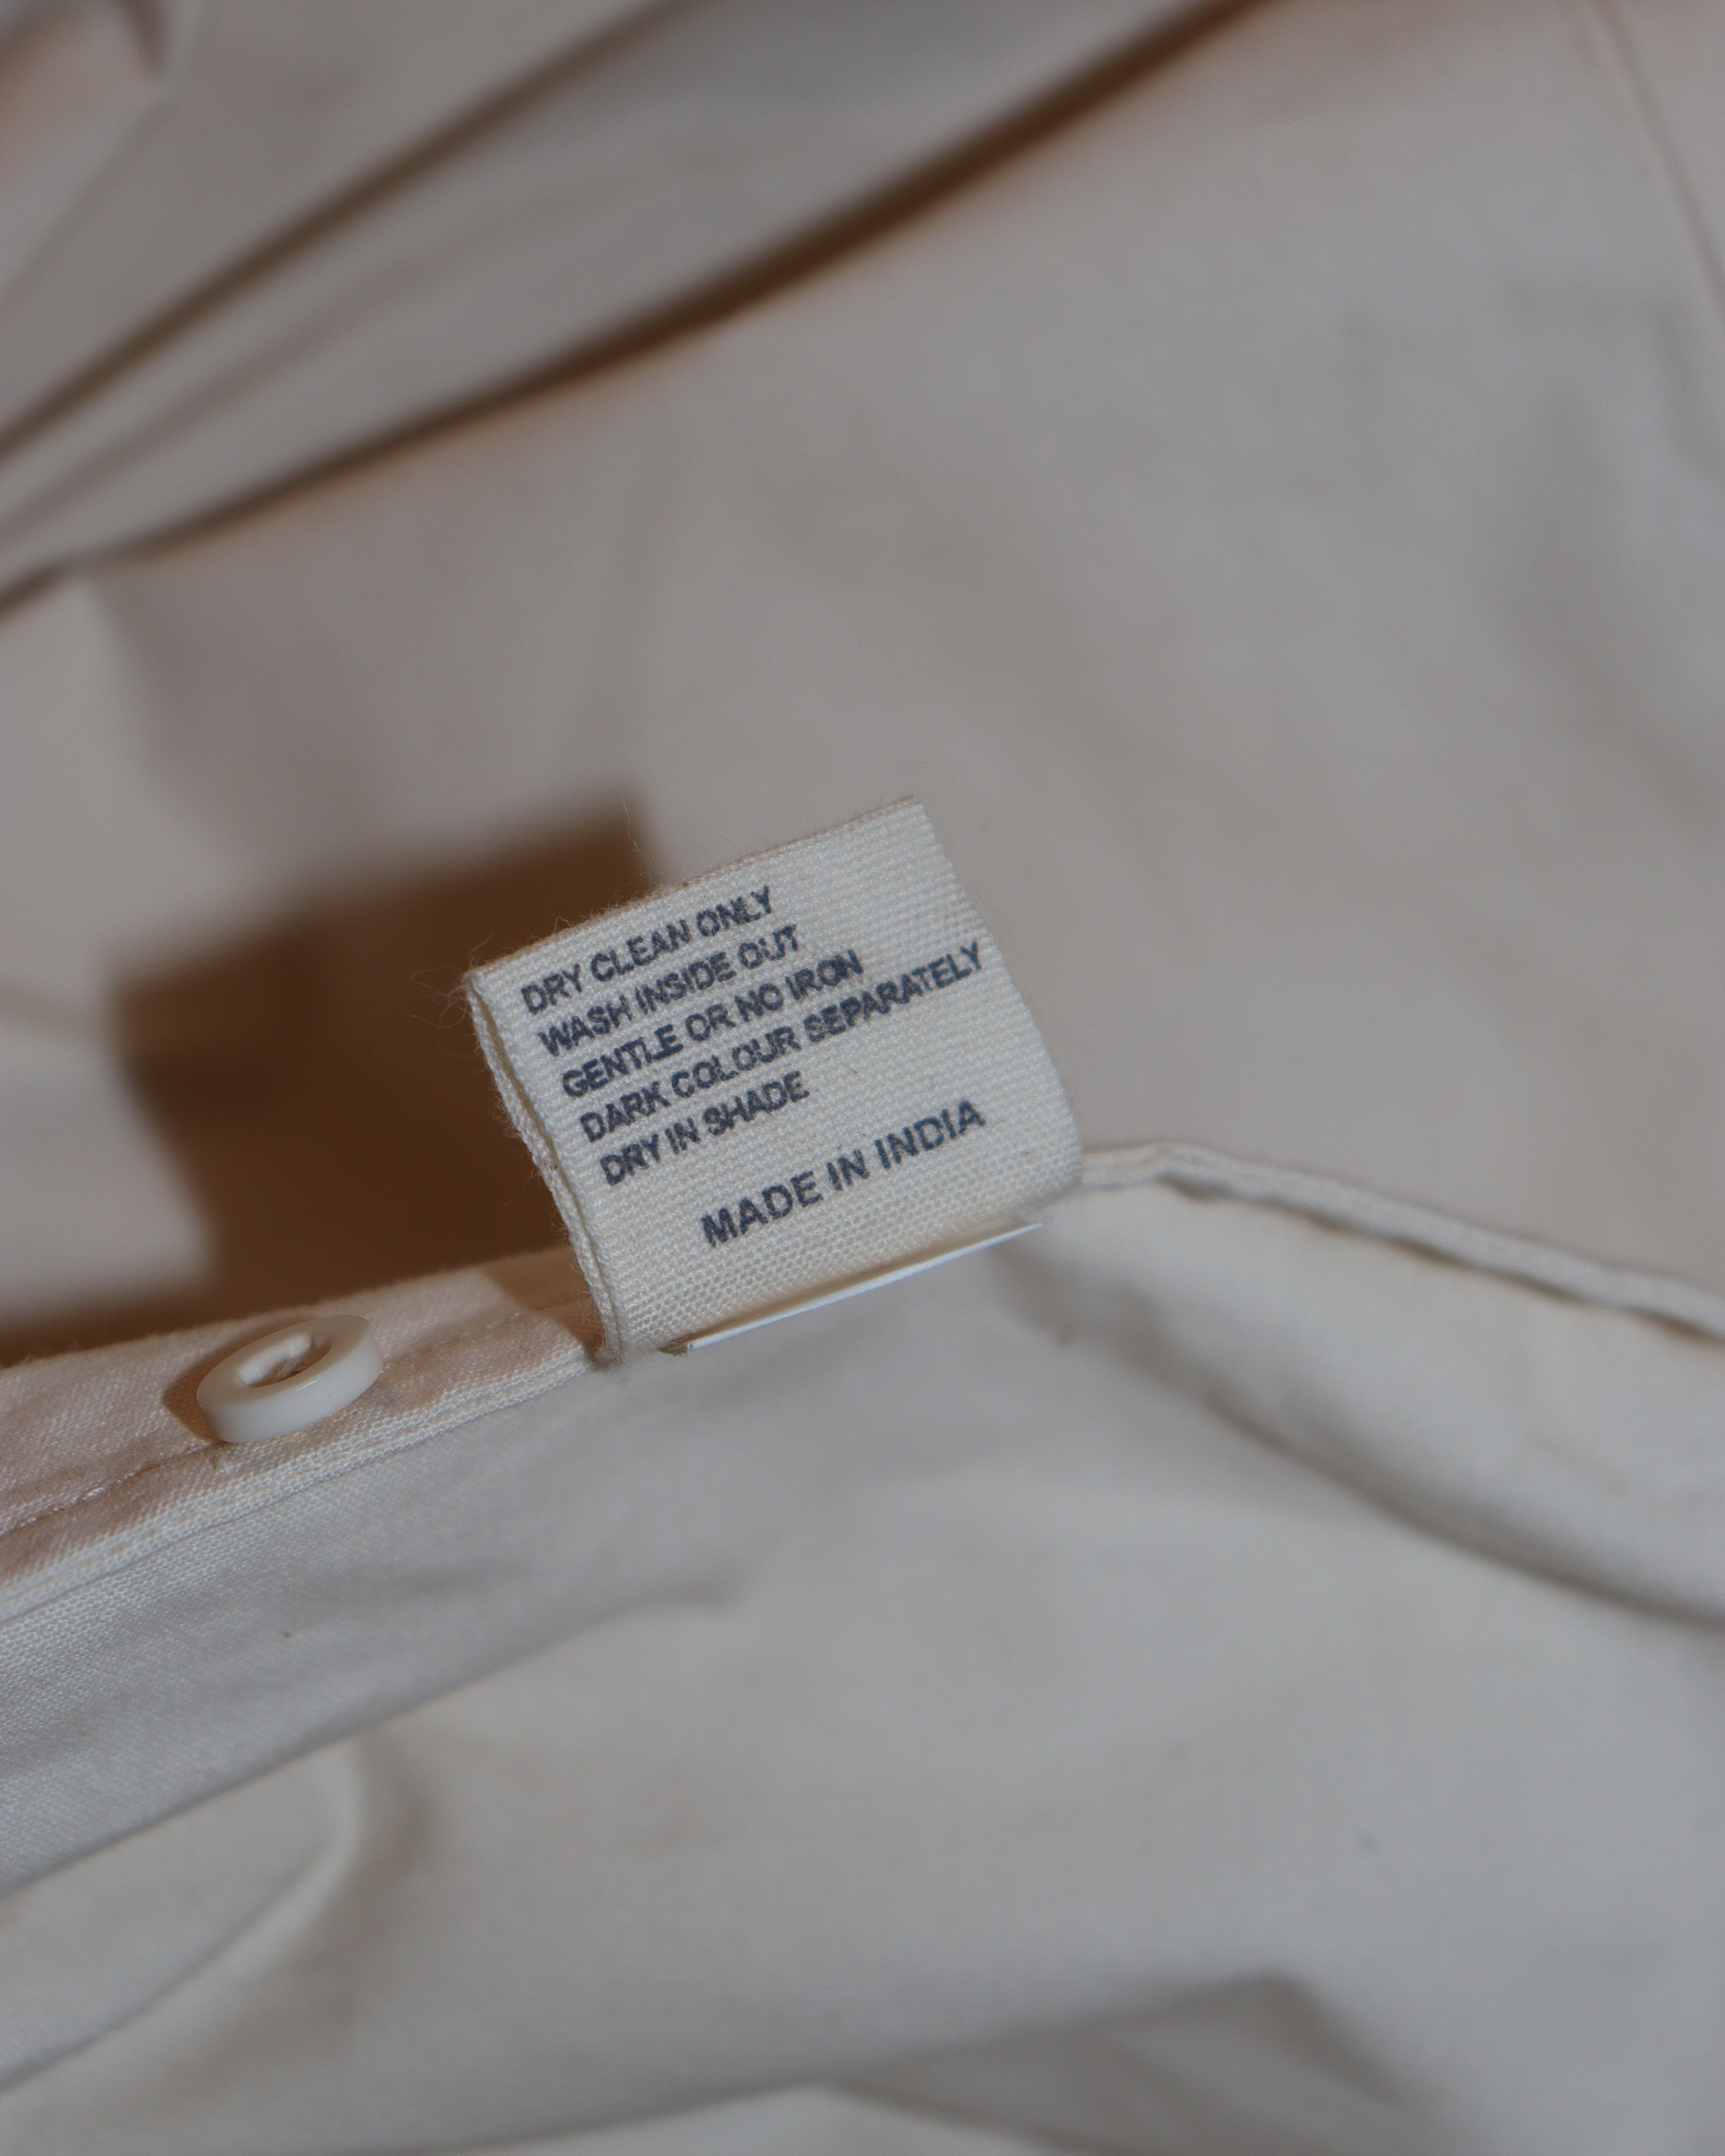 DRY CLEAN ONLY
WASH INSIDE OUT
GENTLE OR NO IRON
DARK COLOUR SEPARATELY
DRY IN SHADE
MADE IN INDIA